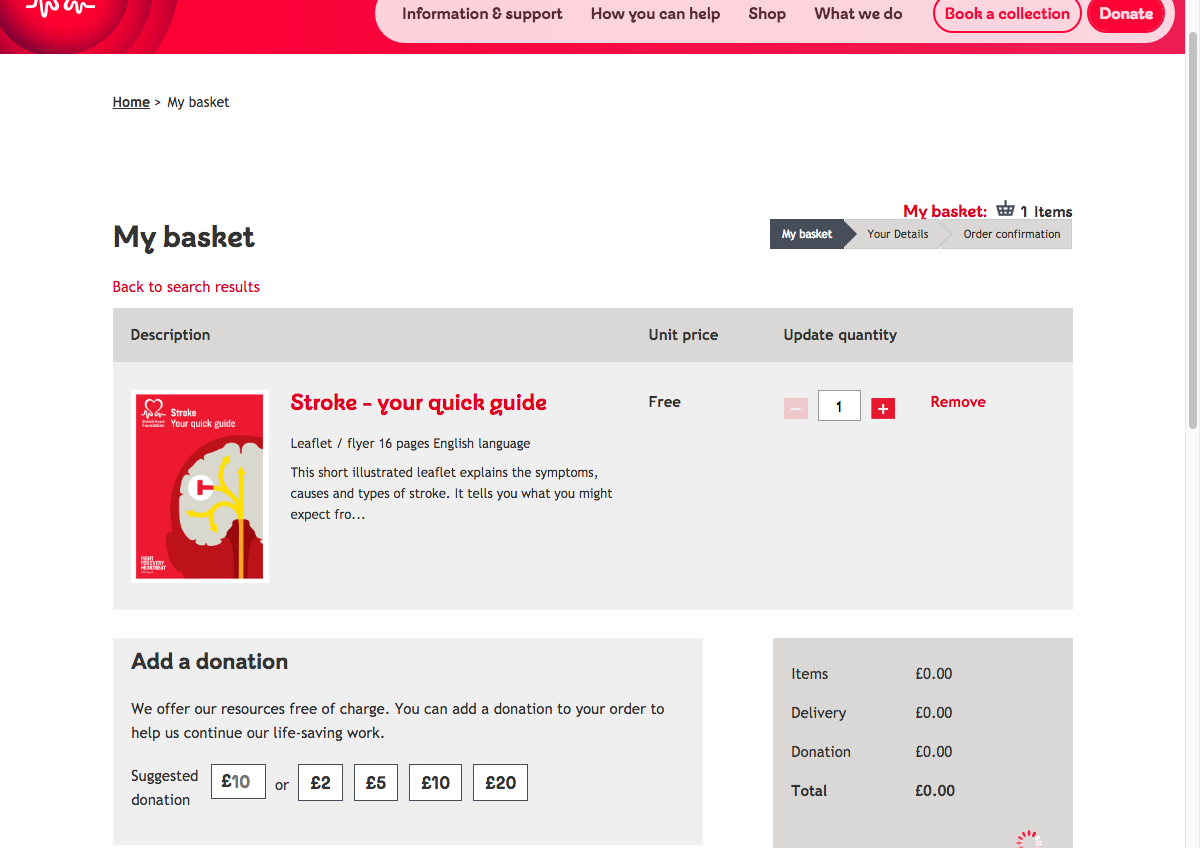 Information & support How you can help Shop What we do Book a collection Donate
Home > My basket
My basket: 1 Items
My basket
My basket Your Details Order confirmation
Back to search results
Description Unit price Update quantity
Stroke
Your quick guide
British Heart
Foundation
FIGHT
FOR EVERY
HEARTBEAT
Stroke - your quick guide
Free
− 1 + Remove
Leaflet / flyer 16 pages English language
This short illustrated leaflet explains the symptoms,
causes and types of stroke. It tells you what you might
expect fro...
Add a donation
We offer our resources free of charge. You can add a donation to your order to
help us continue our life-saving work.
Suggested
donation
£10 or £2 £5 £10 £20
Items £0.00
Delivery £0.00
Donation £0.00
Total £0.00